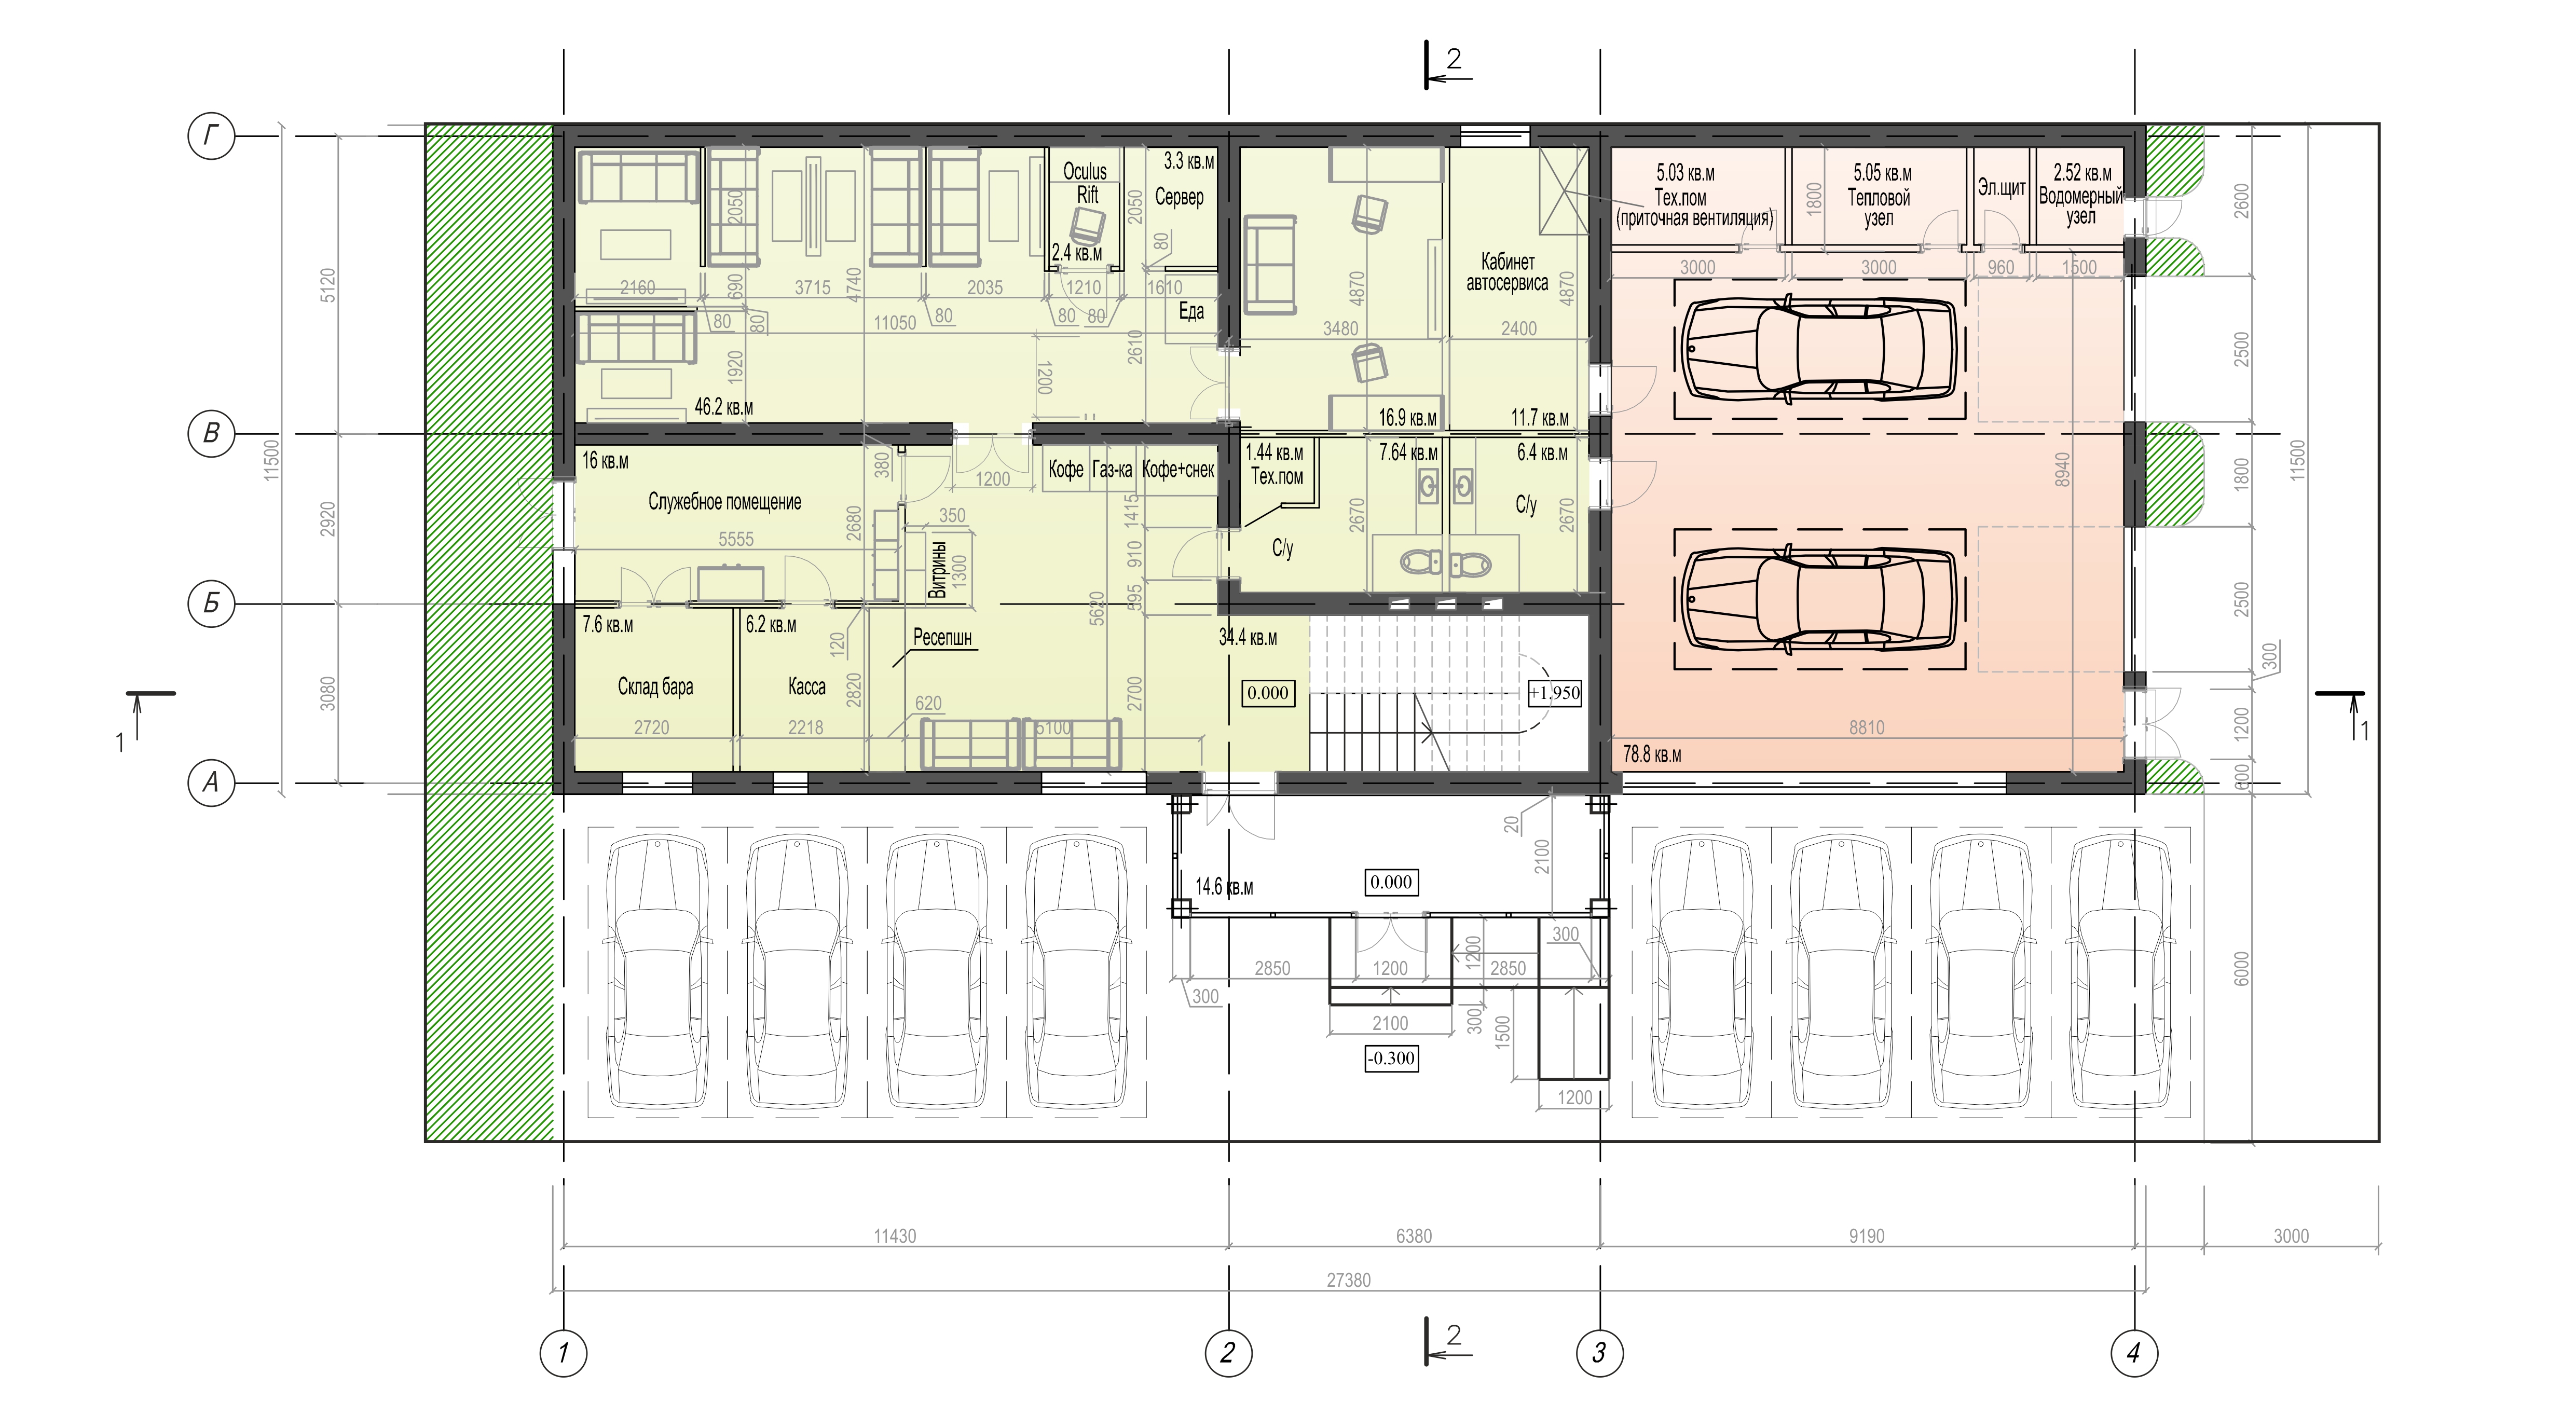 2
Г
В
Б
А
5120
2920
3080
11500
1
Oculus
Rift
2.4 кв.м
3.3 кв.м
Сервер
2050
2050
80
690
4740
2160
3715
2035
1210
1610
80
80
80
80
80
11050
Еда
1920
1200
2610
46.2 кв.м
4870
3480
16.9 кв.м
Кабинет
автосервиса
4870
2400
11.7 кв.м
5.03 кв.м
Тех.пом
(приточная вентиляция)
1800
5.05 кв.м
Тепловой
узел
Эл.щит
2.52 кв.м
Водомерный
узел
3000
3000
960
1500
16 кв.м
Служебное помещение
5555
380
2680
1200
350
Витрины
1300
Кофе
Газ-ка
Кофе+снек
1415
910
595
5620
1.44 кв.м
Тех.пом
7.64 кв.м
С/у
2670
6.4 кв.м
С/у
2670
8940
7.6 кв.м
Склад бара
2720
6.2 кв.м
Касса
2218
120
2820
Ресепшн
620
5100
2700
34.4 кв.м
0.000
+1.950
78.8 кв.м
8810
2600
2500
1800
2500
300
1200
600
11500
6000
1
14.6 кв.м
0.000
20
2100
2850
1200
1200
2850
300
300
2100
300
1500
-0.300
1200
11430
6380
9190
3000
27380
1
2
2
3
4